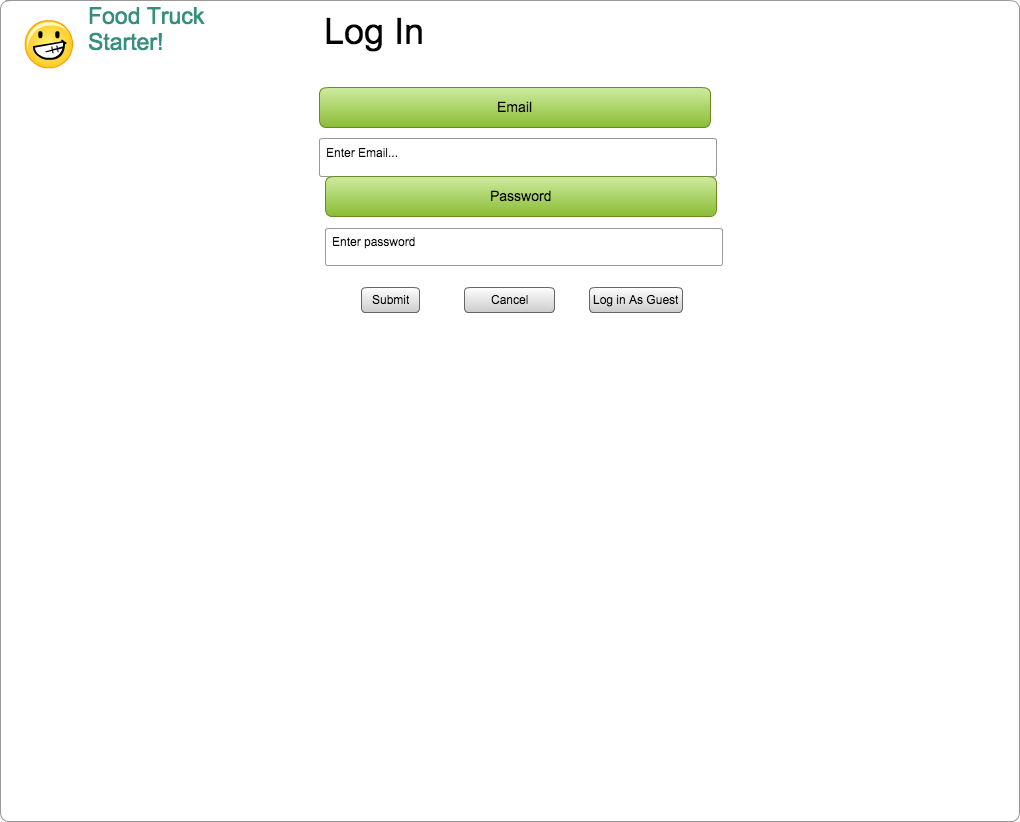 Food Truck
Starter!
Log In
Email
Enter Email...
Password
Enter password
Submit
Cancel
Log in As Guest